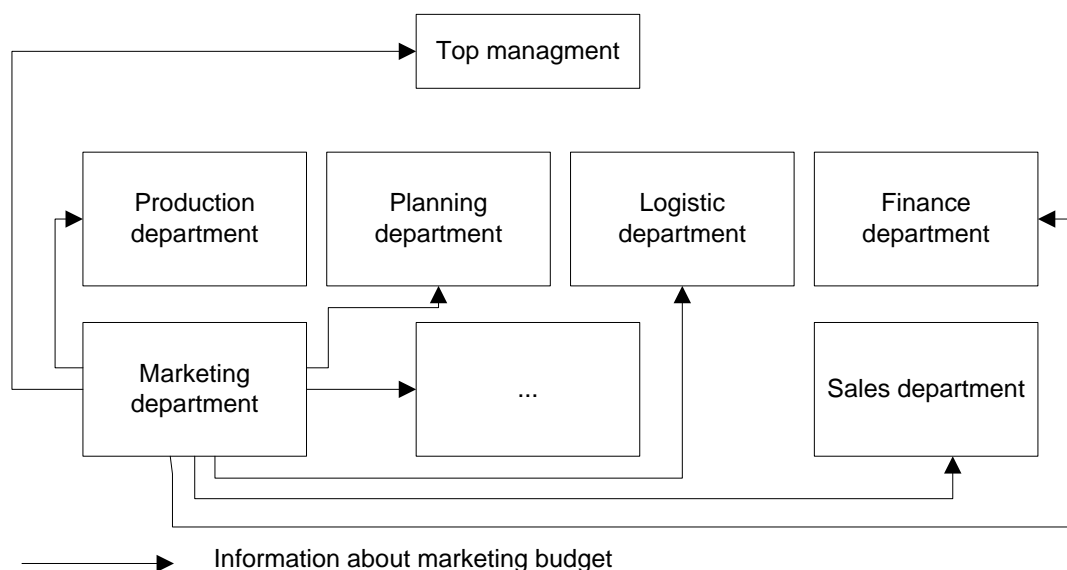 Top managment
Production
department
Planning
department
Logistic
department
Finance
department
Marketing
department
...
Sales department
Information about marketing budget